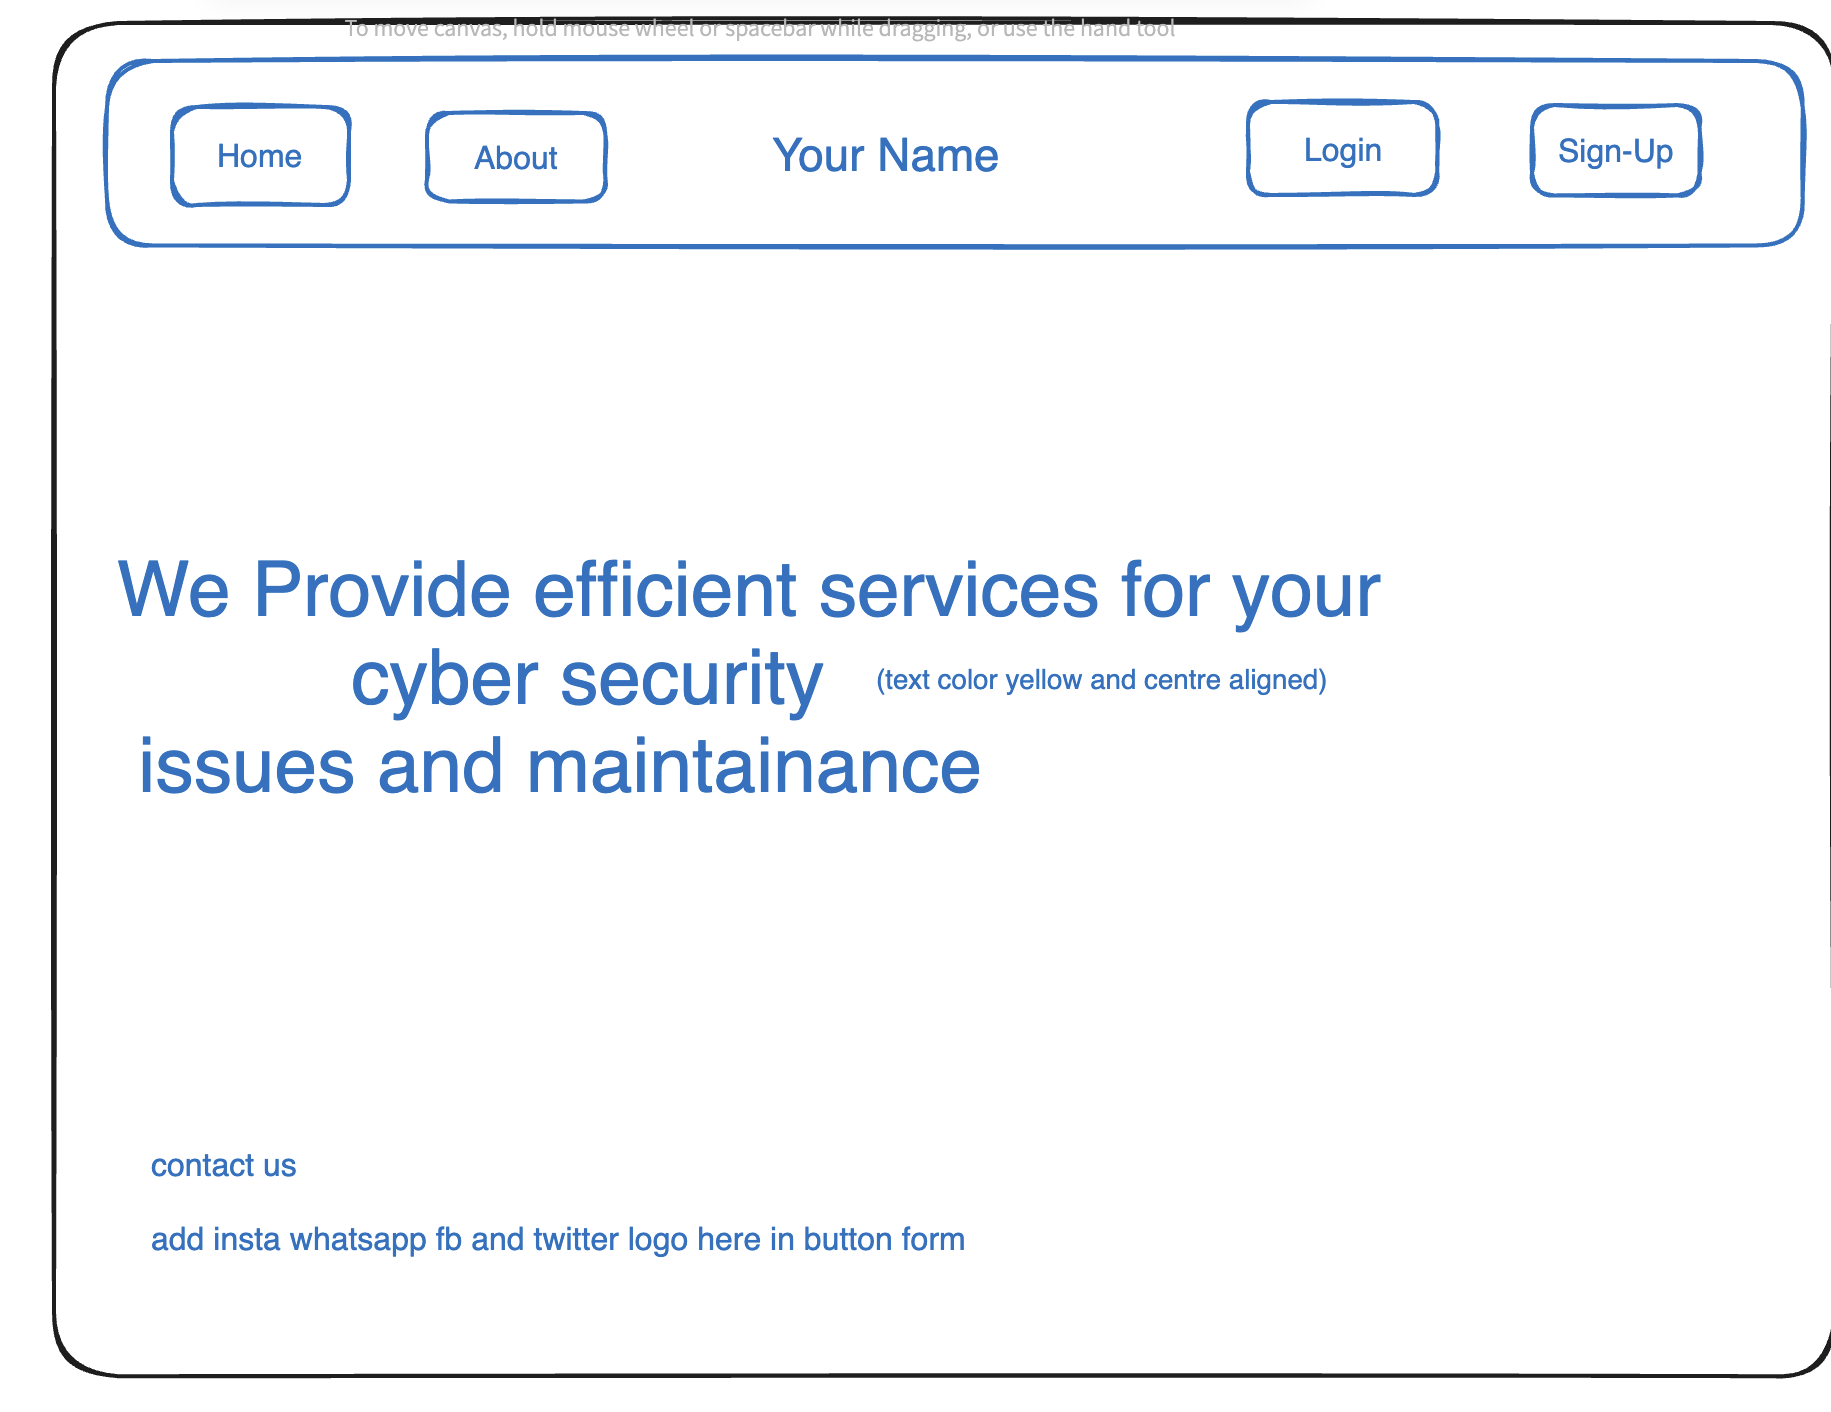 To move canvas, hold mouse wheel or spacebar while dragging, or use the hand tool
Home
About
Your Name
Login
Sign-Up
We Provide efficient services for your
cyber security
(text color yellow and centre aligned)
issues and maintainance
contact us
add insta whatsapp fb and twitter logo here in button form